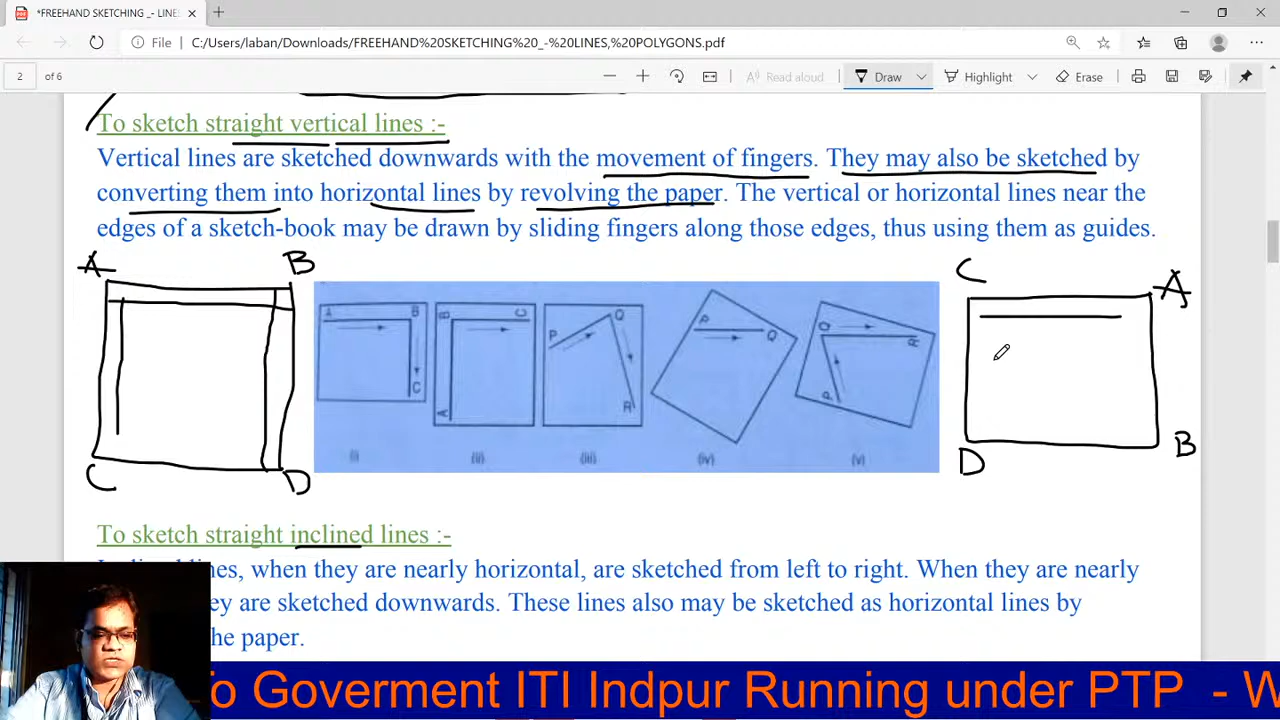 *FREEHAND SKETCHING _- LINE
File
C:/Users/laban/Downloads/FREEHAND%20SKETCHING%20_-%20LINES,%20POLYGONS.pdf
2 of 6
Read aloud
Draw
Highlight
Erase
To sketch straight vertical lines :-
Vertical lines are sketched downwards with the movement of fingers. They may also be sketched by
converting them into horizontal lines by revolving the paper. The vertical or horizontal lines near the
edges of a sketch-book may be drawn by sliding fingers along those edges, thus using them as guides.
A B
C D
A B C
B C A
P Q R
P Q
Q R P
(i) (ii) (iii) (iv) (v)
C A
D B
To sketch straight inclined lines :-
lines, when they are nearly horizontal, are sketched from left to right. When they are nearly
ey are sketched downwards. These lines also may be sketched as horizontal lines by
he paper.
To Goverment ITI Indpur Running under PTP - W